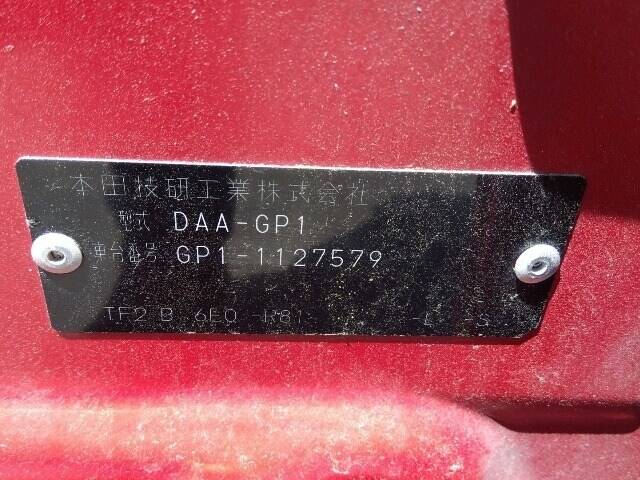 本田技研工業株式会社
型式 DAA-GP1
車台番号 GP1-1127579
TF2 B 6E0 -R81- -L -S